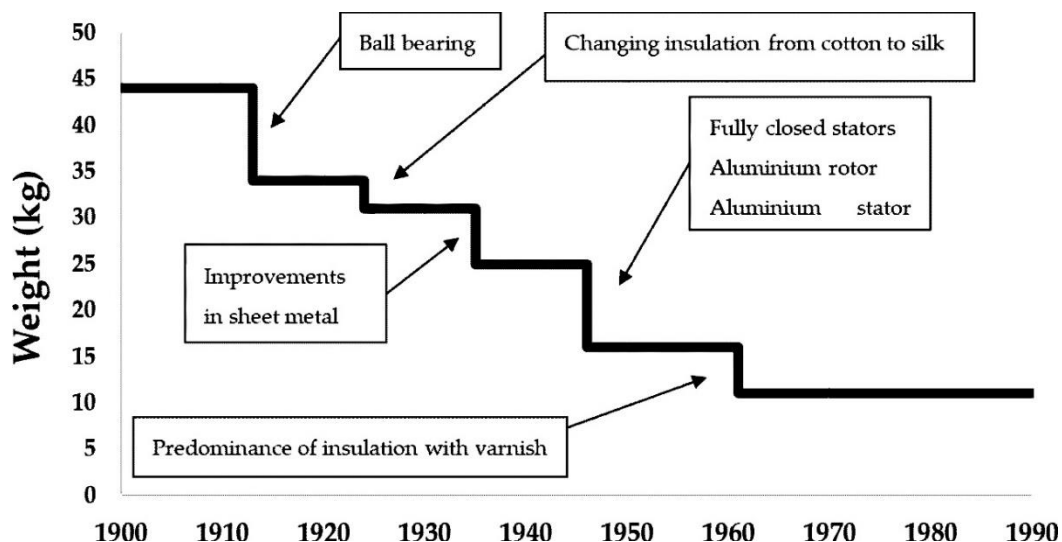 50
45
40
35
30
25
20
15
10
5
0
Weight (kg)
Ball bearing
Changing insulation from cotton to silk
Fully closed stators
Aluminium rotor
Aluminium stator
Improvements
in sheet metal
Predominance of insulation with varnish
1900 1910 1920 1930 1940 1950 1960 1970 1980 1990